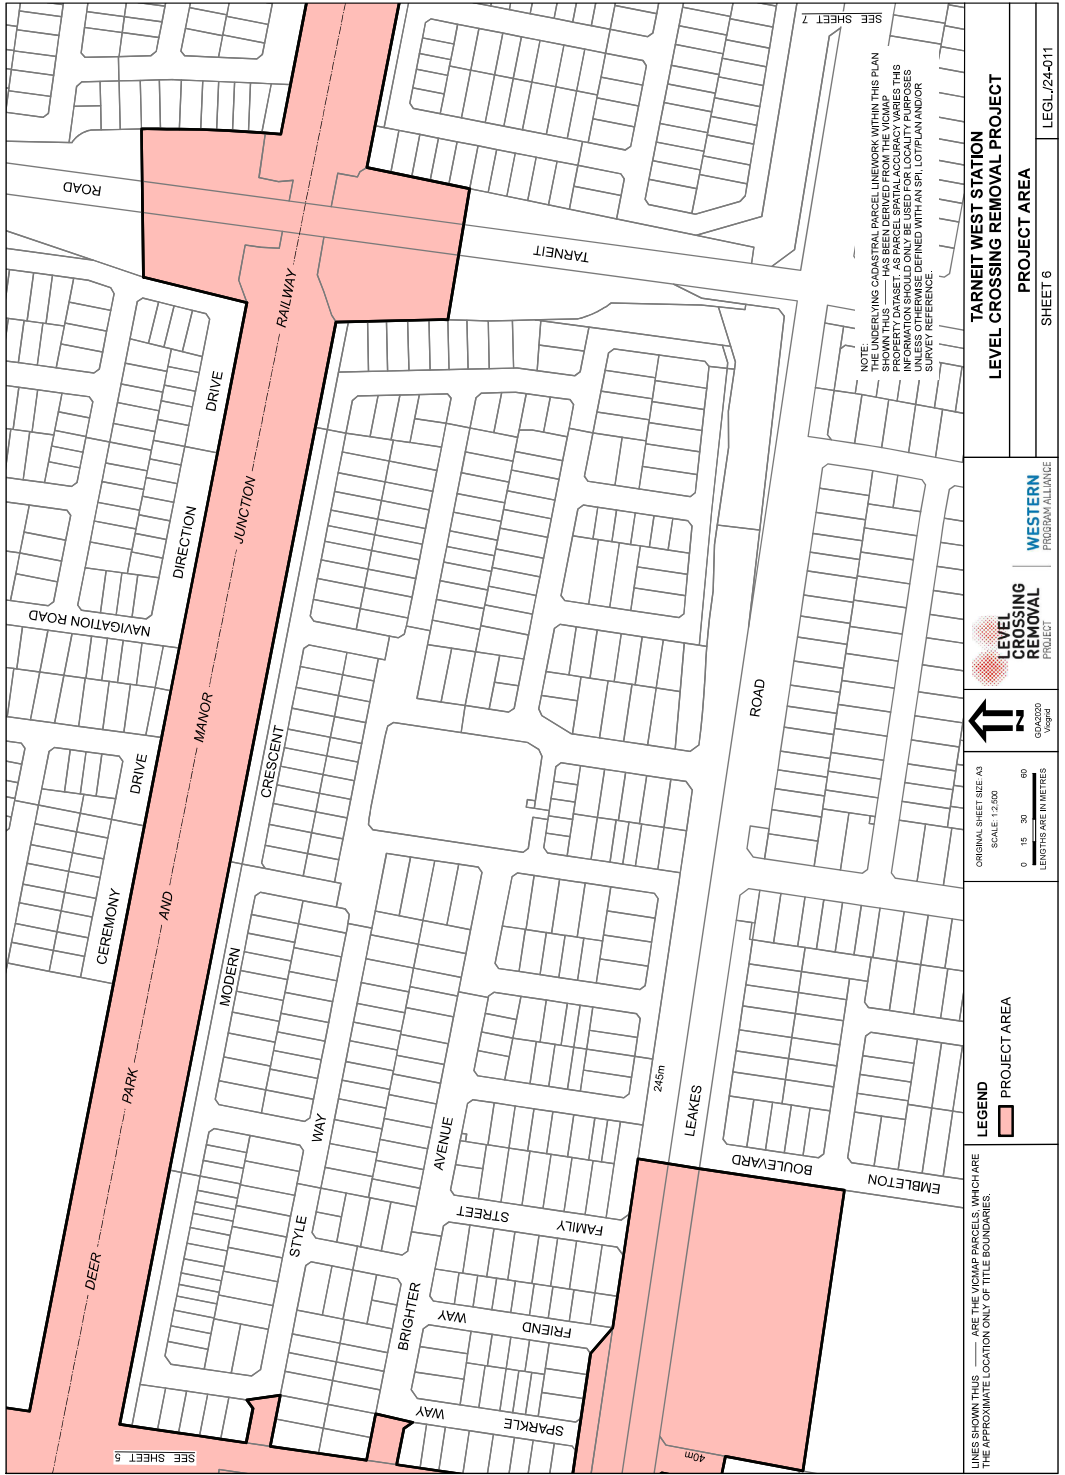 SEE SHEET 7
NOTE:
THE UNDERLYING CADASTRAL PARCEL LINEWORK WITHIN THIS PLAN
SHOWN THUS ——— HAS BEEN DERIVED FROM THE VICMAP
PROPERTY DATASET. AS PARCEL SPATIAL ACCURACY VARIES THIS
INFORMATION SHOULD ONLY BE USED FOR LOCALITY PURPOSES
UNLESS OTHERWISE DEFINED WITH AN SPI, LOT/PLAN AND/OR
SURVEY REFERENCE.
ROAD
TARNEIT
RAILWAY
JUNCTION
MANOR
AND
PARK
DEER
DRIVE
DIRECTION
NAVIGATION ROAD
DRIVE
CEREMONY
CRESCENT
MODERN
WAY
STYLE
AVENUE
BRIGHTER
STREET
FAMILY
WAY
FRIEND
WAY
SPARKLE
ROAD
LEAKES
245m
40m
BOULEVARD
EMBLETON
SEE SHEET 5
LINES SHOWN THUS ——— ARE THE VICMAP PARCELS, WHICH ARE
THE APPROXIMATE LOCATION ONLY OF TITLE BOUNDARIES.
LEGEND
PROJECT AREA
ORIGINAL SHEET SIZE: A3
SCALE: 1:2,500
0 15 30 60
LENGTHS ARE IN METRES
N
GDA2020
Vicgrid
LEVEL
CROSSING
REMOVAL
PROJECT
WESTERN
PROGRAM ALLIANCE
TARNEIT WEST STATION
LEVEL CROSSING REMOVAL PROJECT
PROJECT AREA
SHEET 6
LEGL./24-011